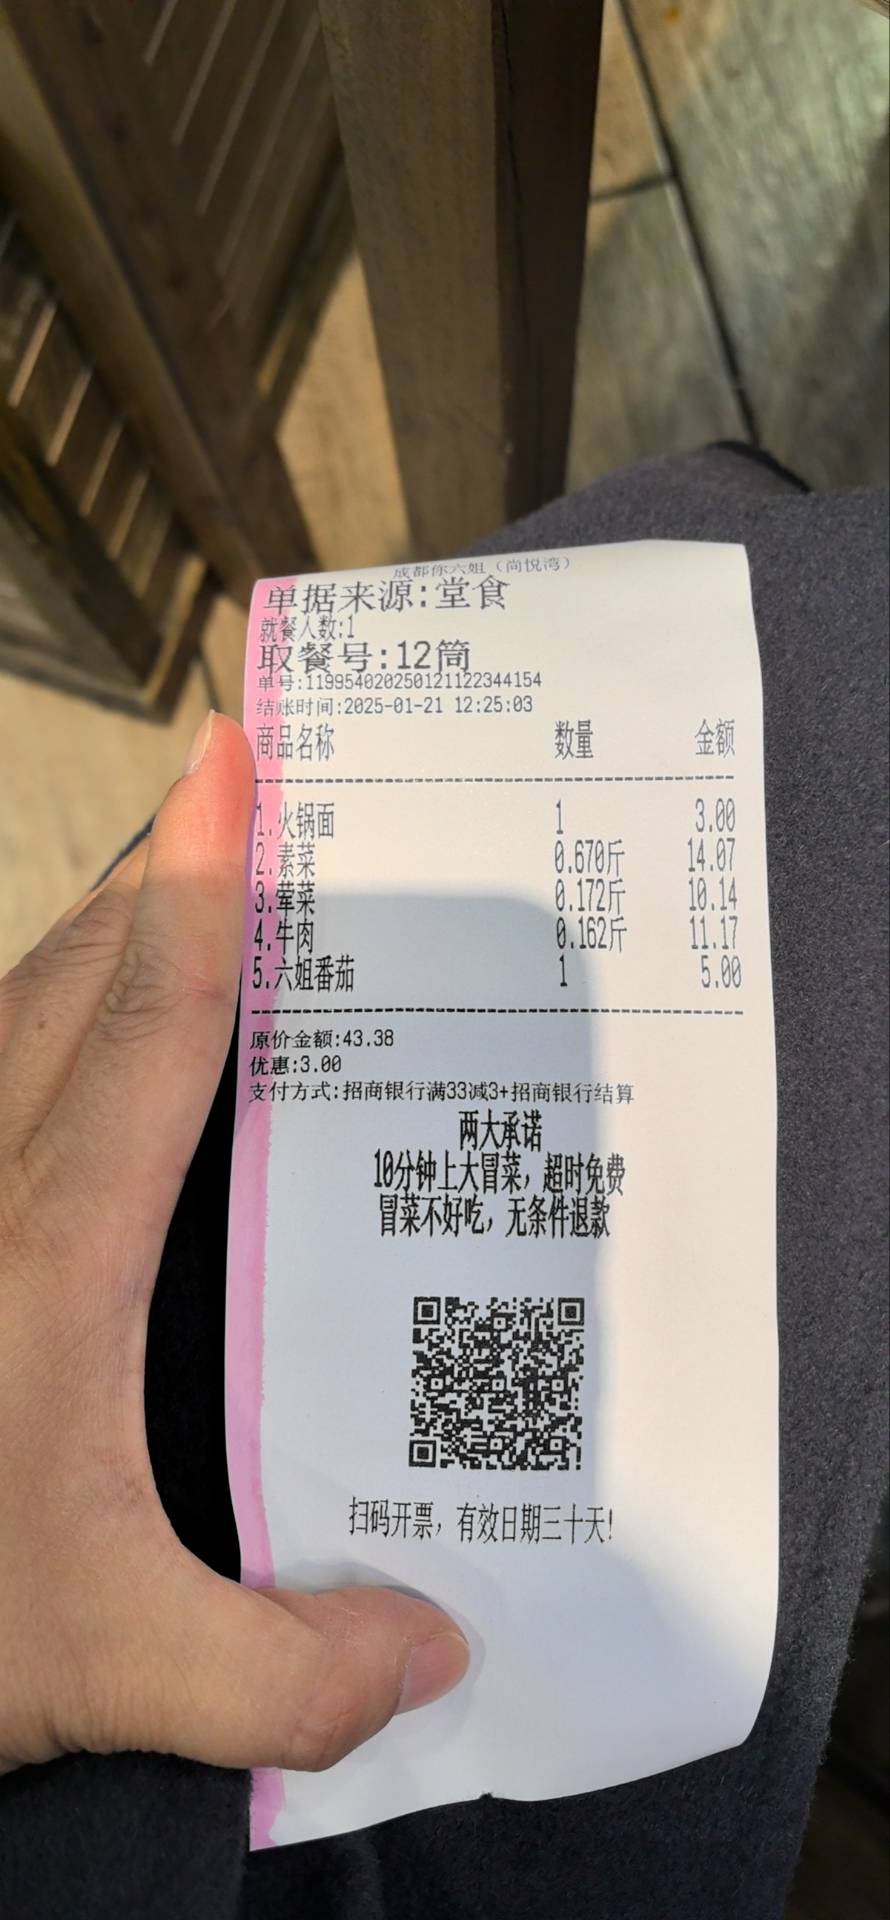 成都你六姐（尚悦湾）
单据来源:堂食
就餐人数:1
取餐号:12筒
单号:119954020250121122344154
结账时间:2025-01-21 12:25:03
商品名称 数量 金额
1.火锅面 1 3.00
2.素菜 0.670斤 14.07
3.荤菜 0.172斤 10.14
4.牛肉 0.162斤 11.17
5.六姐番茄 1 5.00
原价金额:43.38
优惠:3.00
支付方式:招商银行满33减3+招商银行结算
两大承诺
10分钟上大冒菜，超时免费
冒菜不好吃，无条件退款
扫码开票，有效日期三十天!